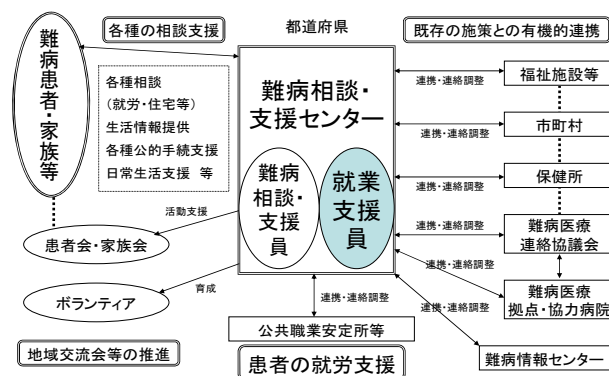 各種の相談支援
都道府県
既存の施策との有機的連携
難病患者・家族等
各種相談
(就労・住宅等)
生活情報提供
各種公的手続支援
日常生活支援 等
難病相談・
支援センター
難病
相談・
支援
員
就業
支援
員
連携・連絡調整
福祉施設等
連携・連絡調整
市町村
連携・連絡調整
保健所
連携・連絡調整
難病医療
連絡協議会
連携・連絡調整
難病医療
拠点・協力病院
連携・連絡調整
難病情報センター
活動支援
患者会・家族会
育成
ボランティア
連携・連絡調整
公共職業安定所等
地域交流会等の推進
患者の就労支援